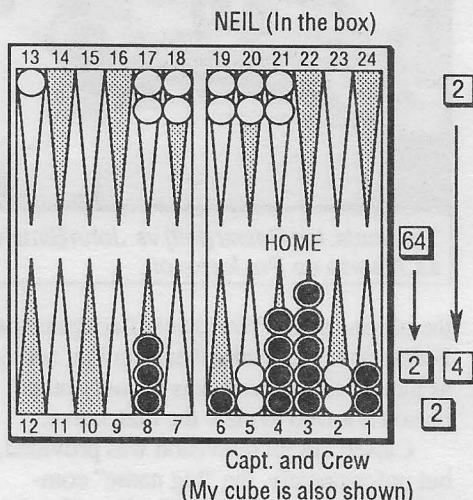 NEIL (In the box)
13 14 15 16 17 18 19 20 21 22 23 24
2
HOME
64
2 4
2
12 11 10 9 8 7 6 5 4 3 2 1
Capt. and Crew
(My cube is also shown)